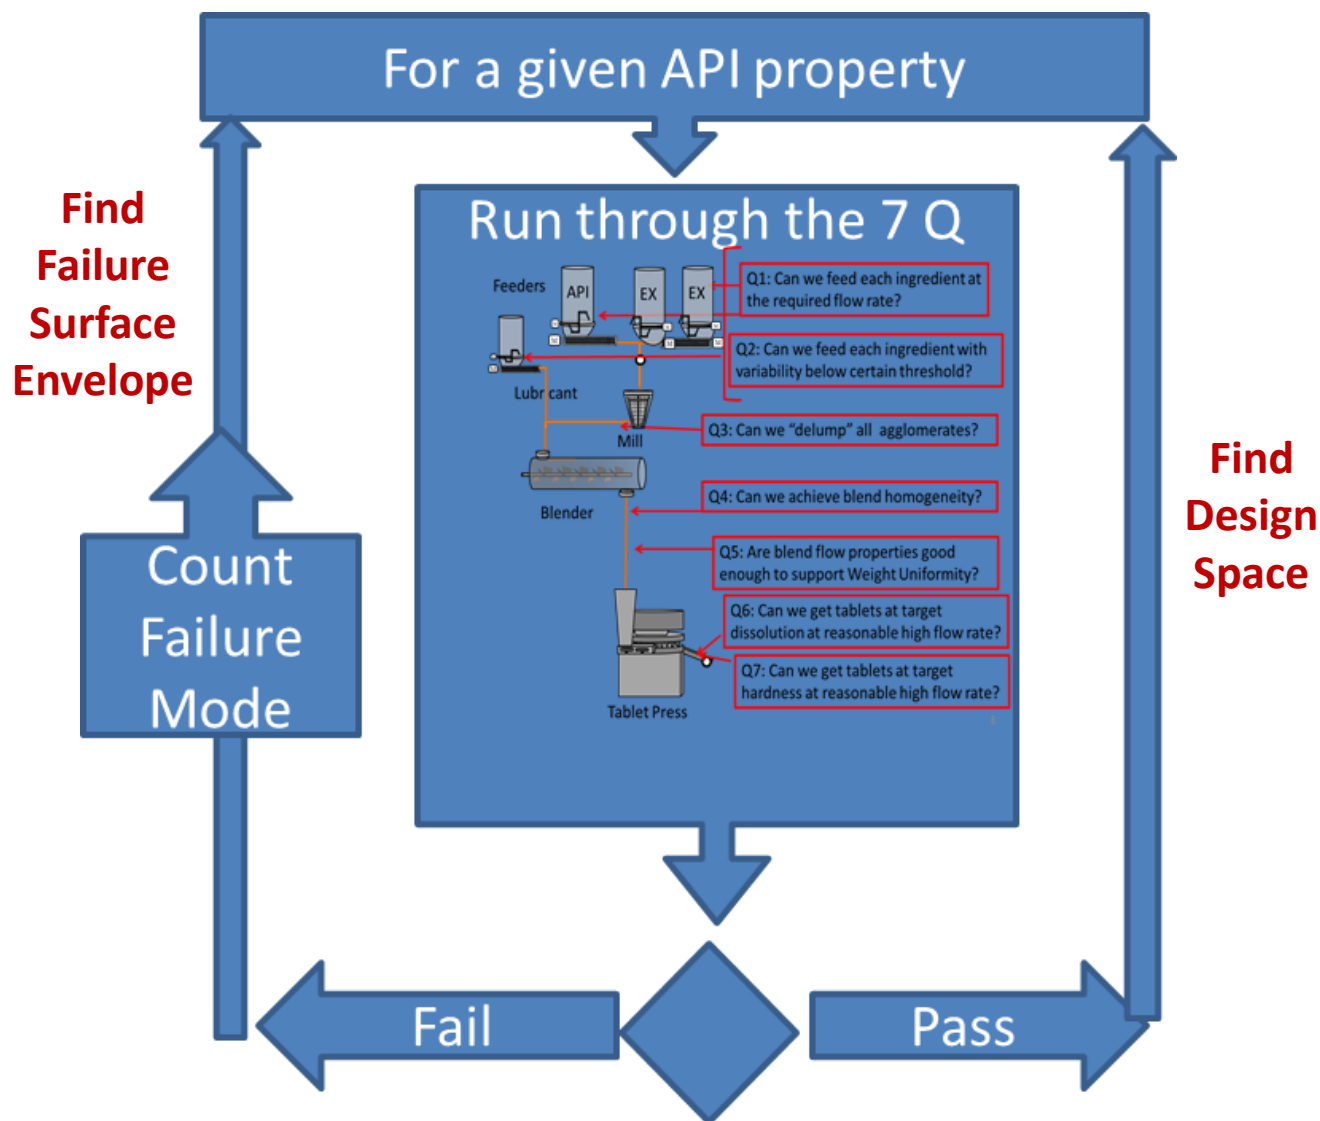 For a given API property
Find
Failure
Surface
Envelope
Run through the 7 Q
Feeders
API
EX
EX
Q1: Can we feed each ingredient at
the required flow rate?
Q2: Can we feed each ingredient with
variability below certain threshold?
Lubricant
Mill
Q3: Can we “delump” all agglomerates?
Blender
Q4: Can we achieve blend homogeneity?
Q5: Are blend flow properties good
enough to support Weight Uniformity?
Q6: Can we get tablets at target
dissolution at reasonable high flow rate?
Q7: Can we get tablets at target
hardness at reasonable high flow rate?
Tablet Press
Count
Failure
Mode
Find
Design
Space
Fail
Pass